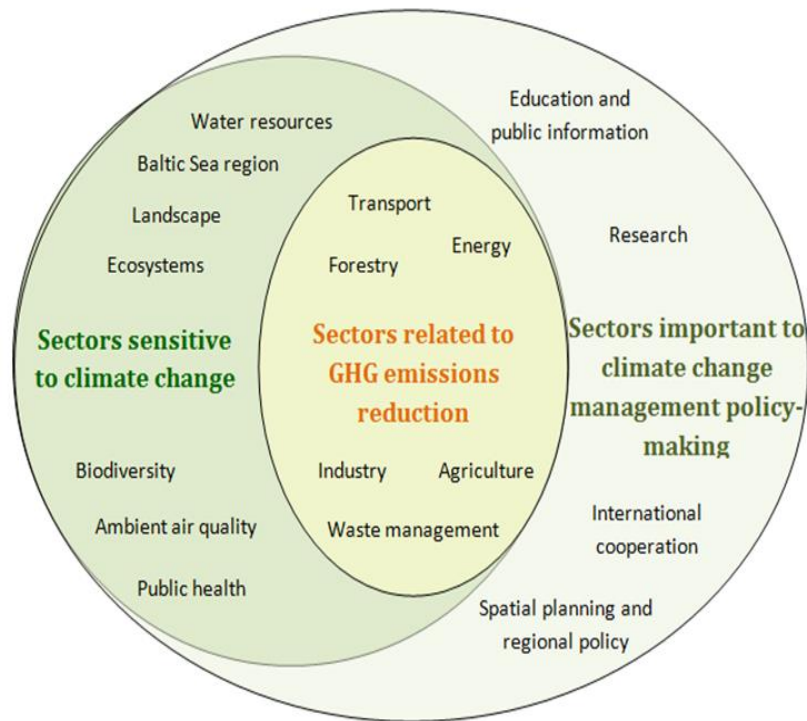 Education and
public information
Water resources
Baltic Sea region
Landscape
Ecosystems
Transport
Energy
Forestry
Research
Sectors sensitive
to climate change
Sectors related to
GHG emissions
reduction
Sectors important to
climate change
management policy-
making
Biodiversity
Ambient air quality
Public health
Industry
Agriculture
Waste management
International
cooperation
Spatial planning and
regional policy